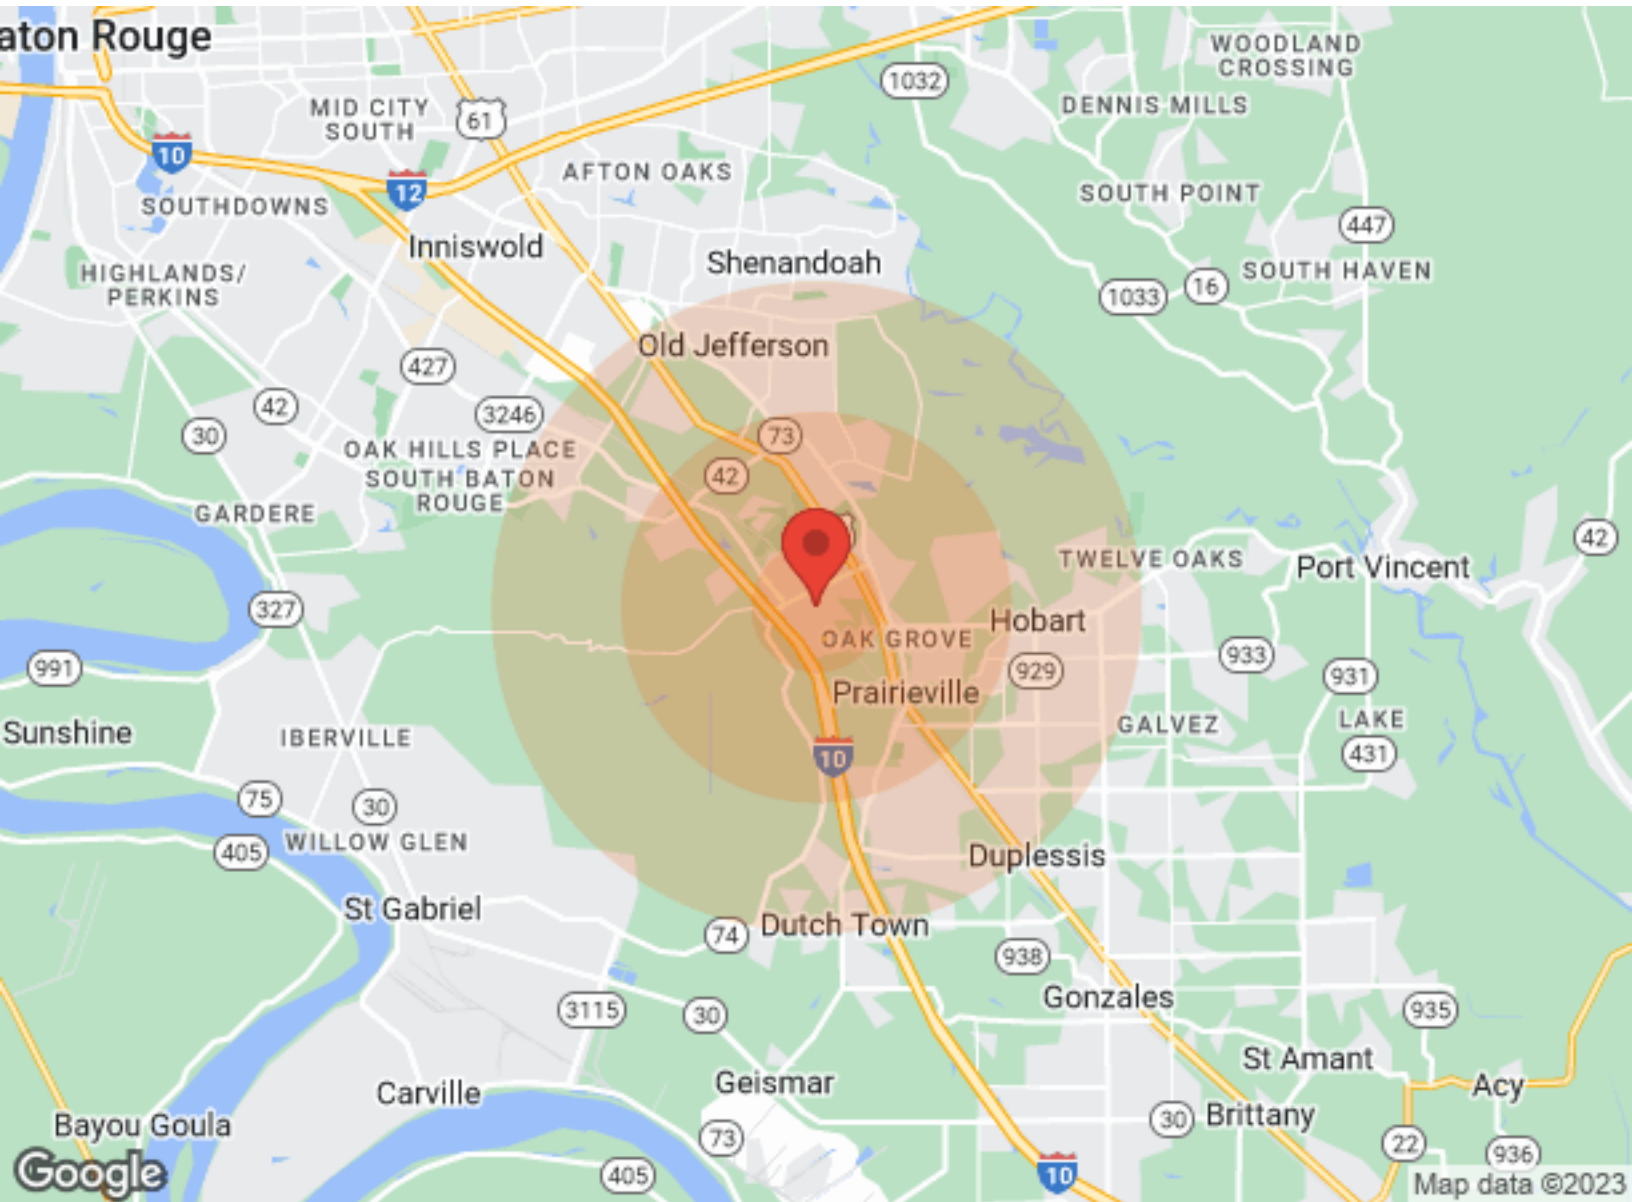 aton Rouge
WOODLAND
CROSSING
1032
MID CITY
SOUTH
61
DENNIS MILLS
10
AFTON OAKS
12
SOUTH POINT
SOUTHDOWNS
447
Inniswold
Shenandoah
HIGHLANDS/
PERKINS
SOUTH HAVEN
16
1033
Old Jefferson
427
42
3246
30
73
OAK HILLS PLACE
42
SOUTH BATON
ROUGE
GARDERE
42
TWELVE OAKS
Port Vincent
327
Hobart
OAK GROVE
933
991
929
931
Prairieville
Sunshine
IBERVILLE
GALVEZ
LAKE
431
10
75
30
WILLOW GLEN
405
Duplessis
St Gabriel
Dutch Town
74
938
Gonzales
3115
30
935
St Amant
Geismar
Acy
Carville
Brittany
30
Bayou Goula
73
22
936
Google
405
10
Map data ©2023